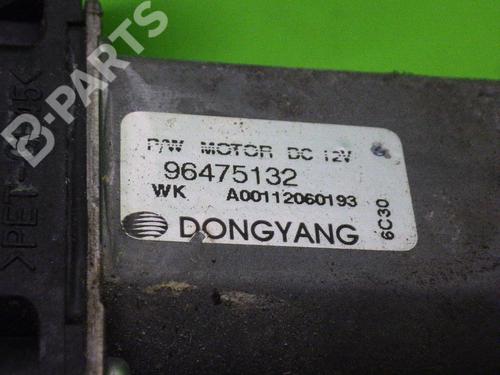 B-PARTS
P/W MOTOR DC 12V
96475132
WK A00112060193
6C30
DONGYANG